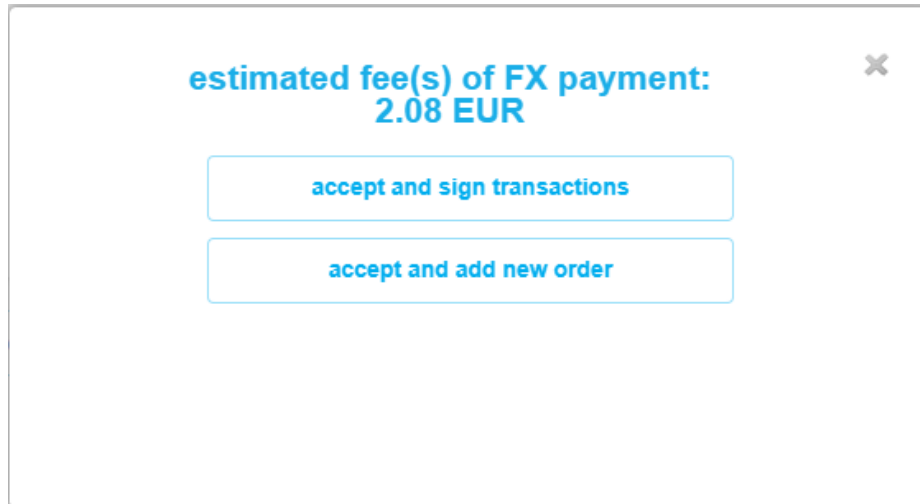 estimated fee(s) of FX payment:
2.08 EUR
accept and sign transactions
accept and add new order